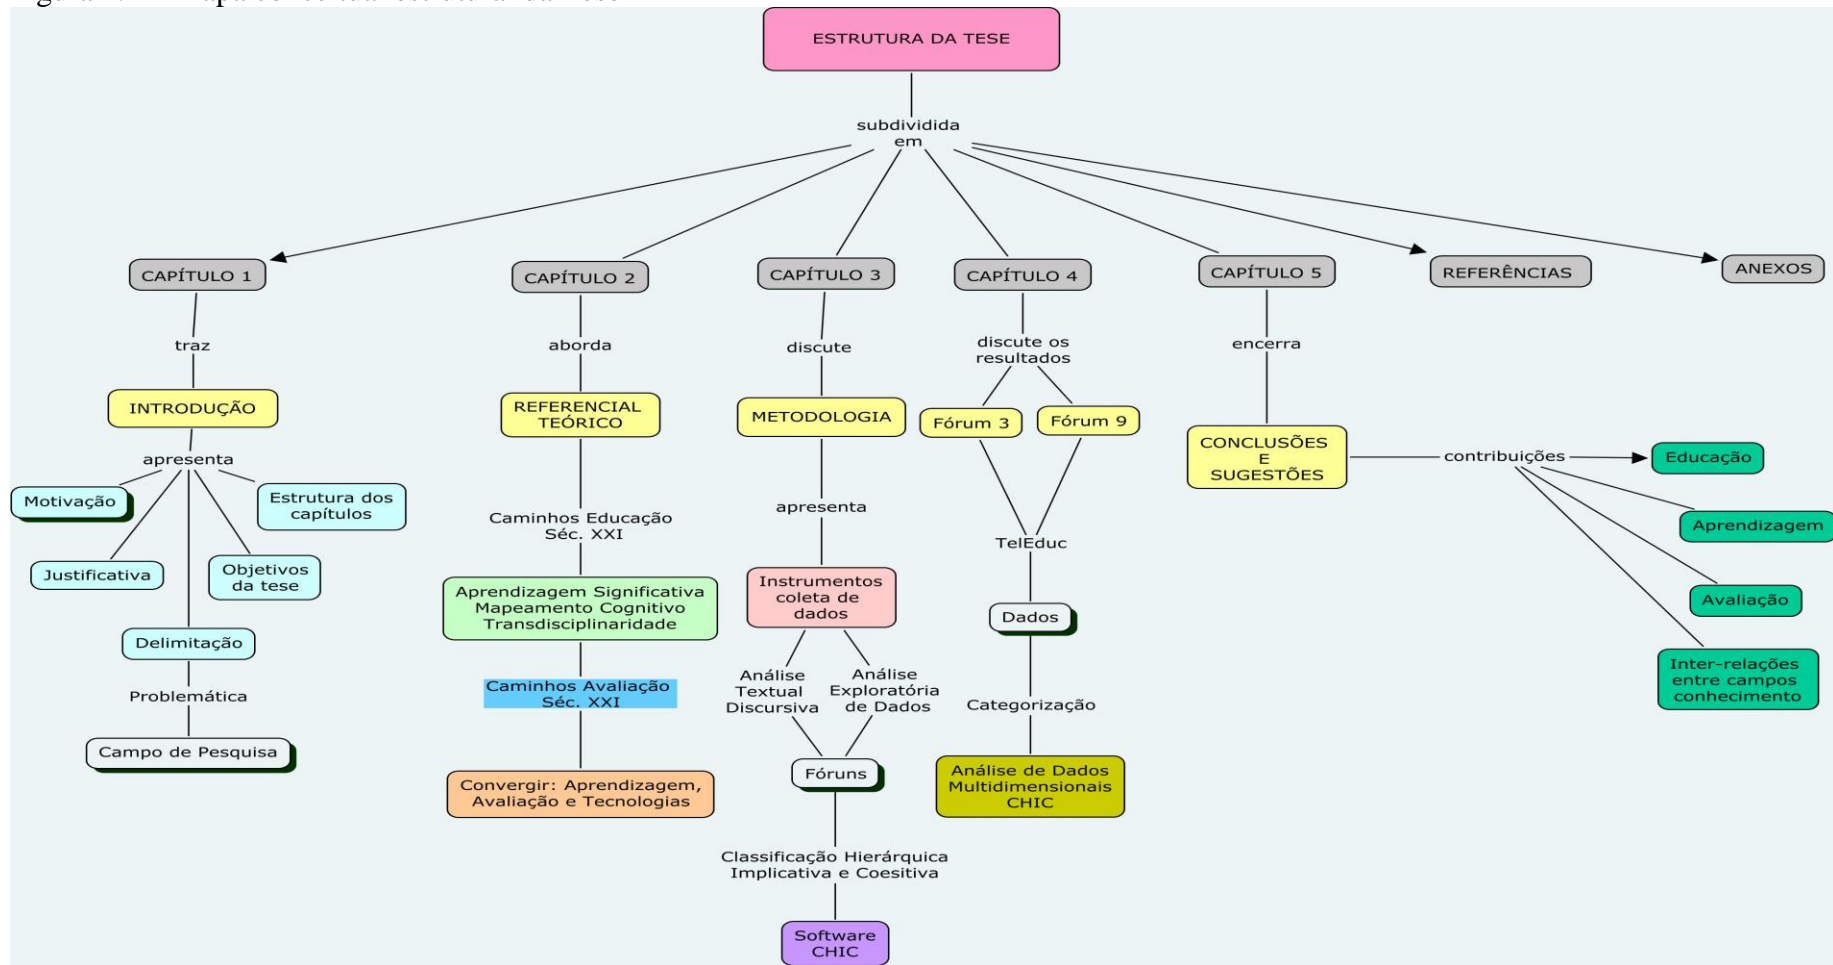 ESTRUTURA DA TESE
subdividida
em
CAPÍTULO 1
CAPÍTULO 2
CAPÍTULO 3
CAPÍTULO 4
CAPÍTULO 5
REFERÊNCIAS
ANEXOS
traz
INTRODUÇÃO
apresenta
Motivação
Estrutura dos
capítulos
Justificativa
Objetivos
da tese
Delimitação
Problemática
Campo de Pesquisa
aborda
REFERENCIAL
TEÓRICO
Caminhos Educação
Séc. XXI
Aprendizagem Significativa
Mapeamento Cognitivo
Transdisciplinaridade
Caminhos Avaliação
Séc. XXI
Convergir: Aprendizagem,
Avaliação e Tecnologias
discute
METODOLOGIA
apresenta
Instrumentos
coleta de
dados
Análise
Textual
Discursiva
Análise
Exploratória
de Dados
Fóruns
Classificação Hierárquica
Implicativa e Coesitiva
Software
CHIC
discute os
resultados
Fórum 3
Fórum 9
TelEduc
Dados
Categorização
Análise de Dados
Multidimensionais
CHIC
encerra
CONCLUSÕES
E
SUGESTÕES
contribuições
Educação
Aprendizagem
Avaliação
Inter-relações
entre campos
conhecimento